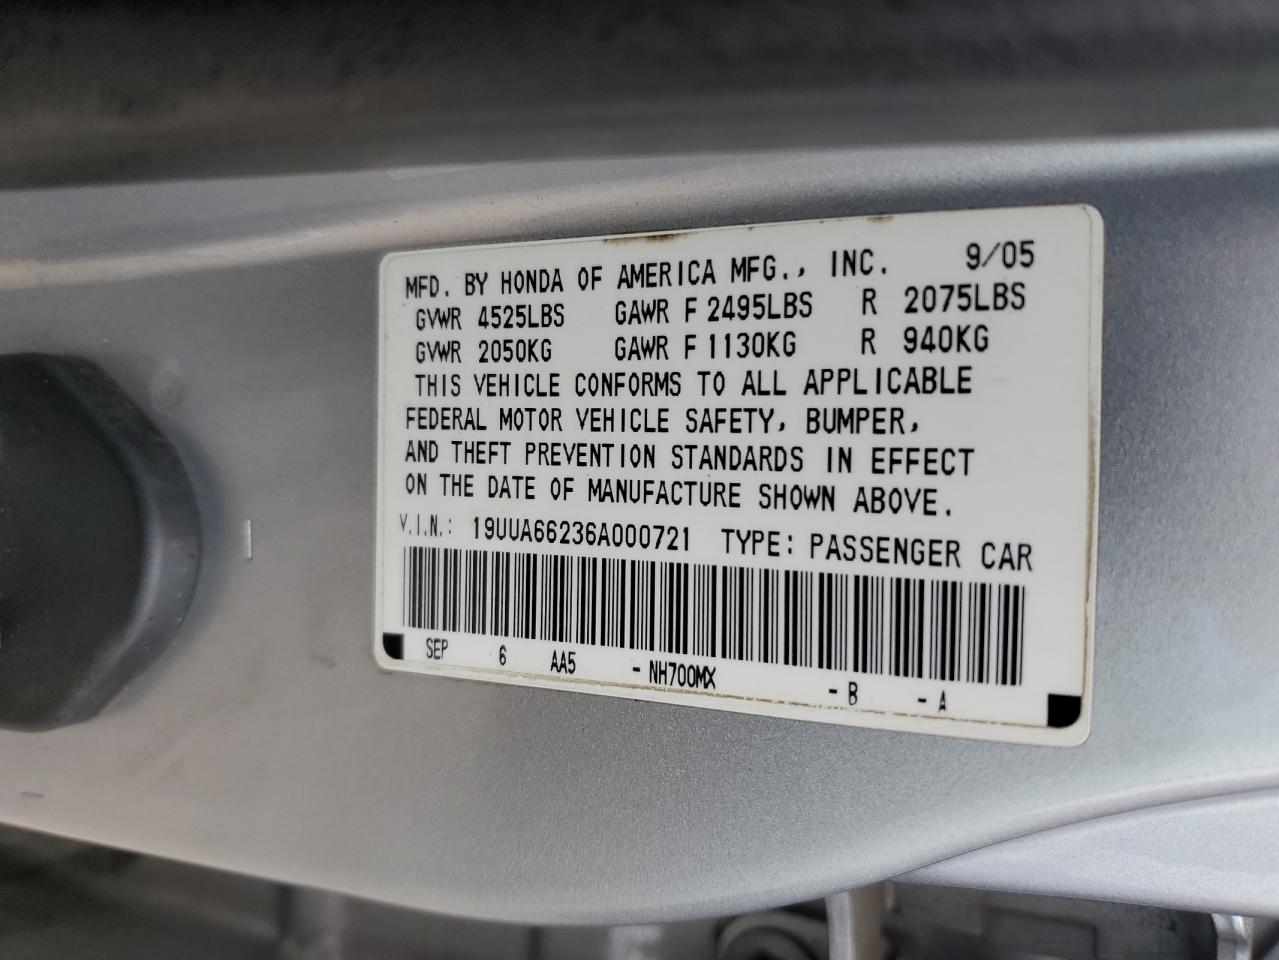 MFD. BY HONDA OF AMERICA MFG., INC. 9/05
GVWR 4525LBS GAWR F 2495LBS R 2075LBS
GVWR 2050KG GAWR F 1130KG R 940KG
THIS VEHICLE CONFORMS TO ALL APPLICABLE
FEDERAL MOTOR VEHICLE SAFETY, BUMPER,
AND THEFT PREVENTION STANDARDS IN EFFECT
ON THE DATE OF MANUFACTURE SHOWN ABOVE.
V.I.N.: 19UUA66236A000721 TYPE: PASSENGER CAR
SEP 6 AA5 - NH700MX - B - A